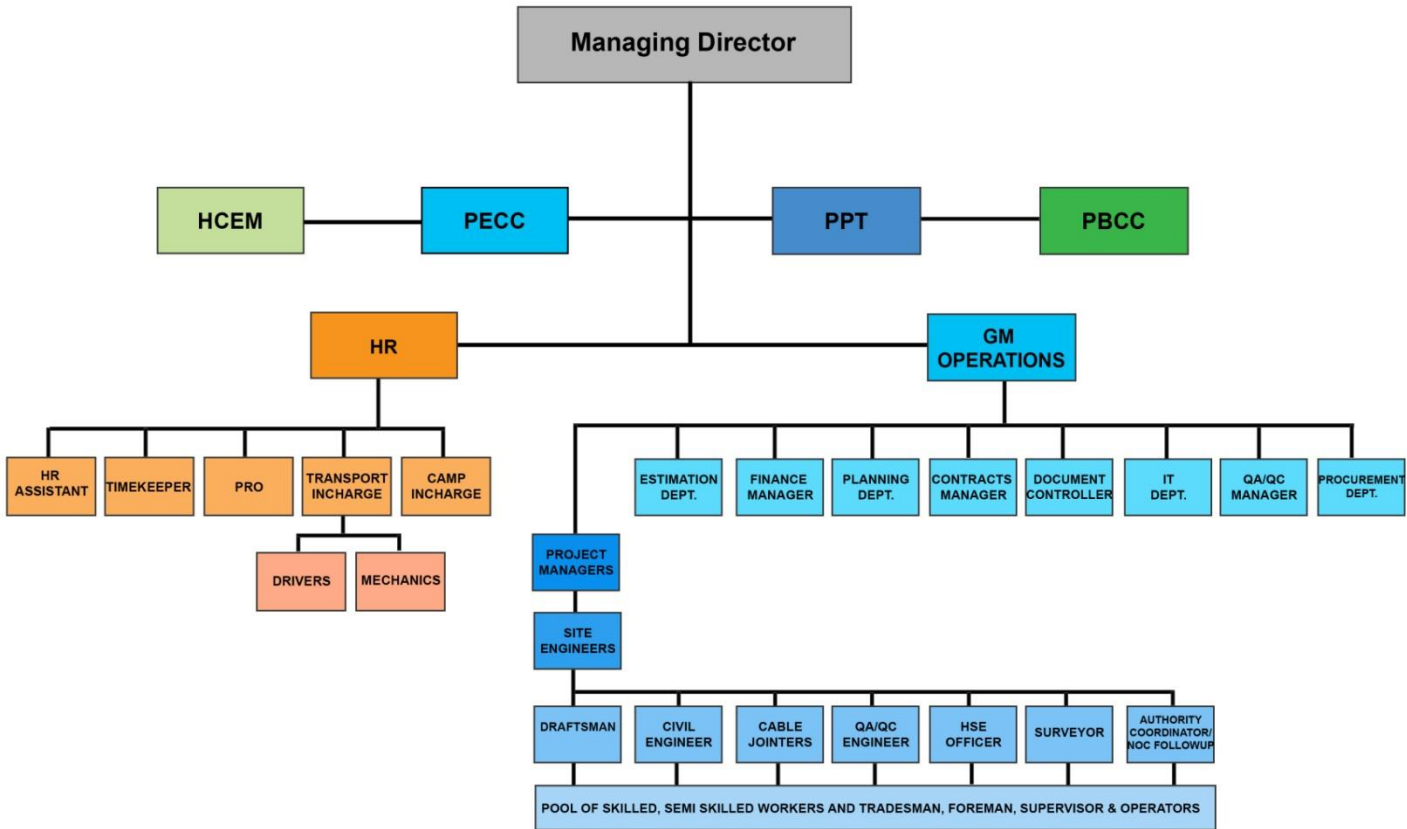 Managing Director
HCEM
PECC
PPT
PBCC
HR
GM
OPERATIONS
HR
ASSISTANT
TIMEKEEPER
PRO
TRANSPORT
INCHARGE
CAMP
INCHARGE
ESTIMATION
DEPT.
FINANCE
MANAGER
PLANNING
DEPT.
CONTRACTS
MANAGER
DOCUMENT
CONTROLLER
IT
DEPT.
QA/QC
MANAGER
PROCUREMENT
DEPT.
DRIVERS
MECHANICS
PROJECT
MANAGERS
SITE
ENGINEERS
DRAFTSMAN
CIVIL
ENGINEER
CABLE
JOINTERS
QA/QC
ENGINEER
HSE
OFFICER
SURVEYOR
AUTHORITY
COORDINATOR/
NOC FOLLOWUP
POOL OF SKILLED, SEMI SKILLED WORKERS AND TRADESMAN, FOREMAN, SUPERVISOR & OPERATORS